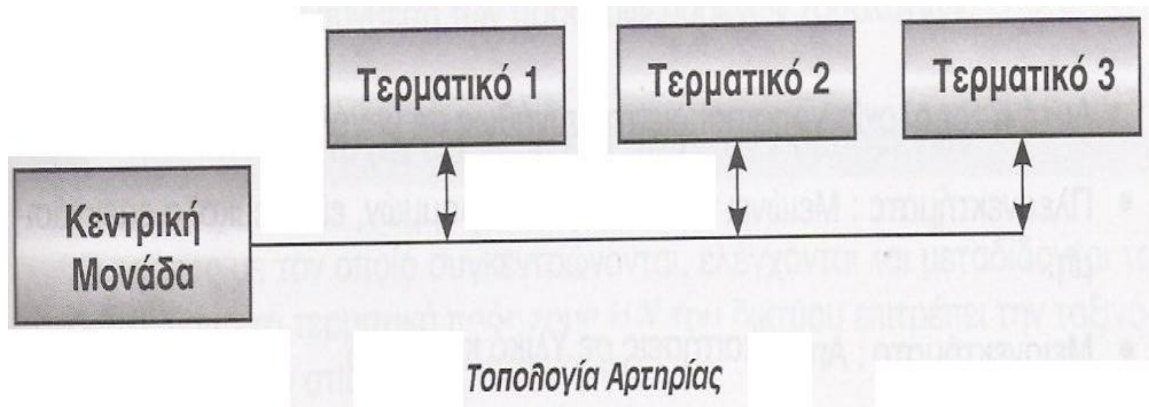 Τερματικό 1
Τερματικό 2
Τερματικό 3
Κεντρική
Μονάδα
Τοπολογία Αρτηρίας